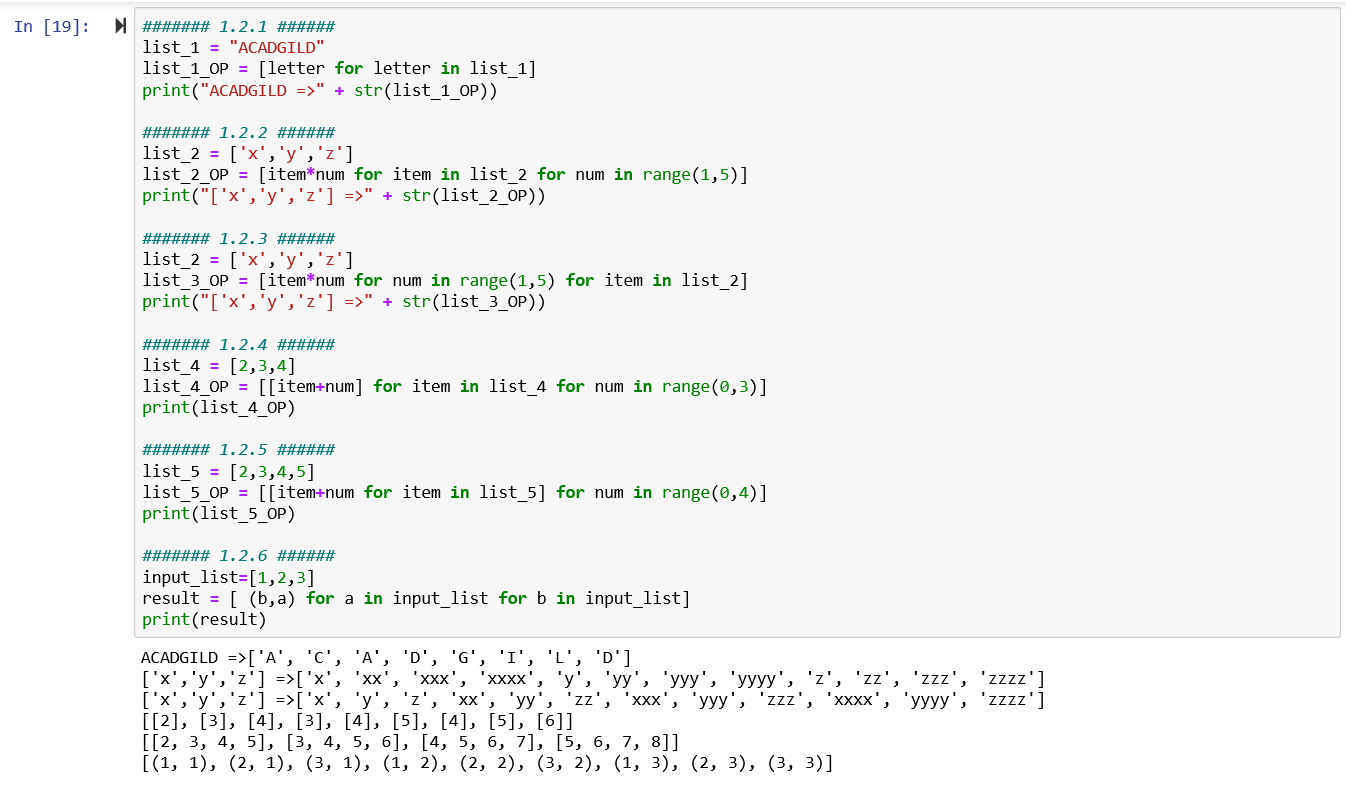 In [19]:
####### 1.2.1 ######
list_1 = "ACADGILD"
list_1_OP = [letter for letter in list_1]
print("ACADGILD =>" + str(list_1_OP))
####### 1.2.2 ######
list_2 = ['x','y','z']
list_2_OP = [item*num for item in list_2 for num in range(1,5)]
print("['x','y','z'] =>" + str(list_2_OP))
####### 1.2.3 ######
list_2 = ['x','y','z']
list_3_OP = [item*num for num in range(1,5) for item in list_2]
print("['x','y','z'] =>" + str(list_3_OP))
####### 1.2.4 ######
list_4 = [2,3,4]
list_4_OP = [[item+num] for item in list_4 for num in range(0,3)]
print(list_4_OP)
####### 1.2.5 ######
list_5 = [2,3,4,5]
list_5_OP = [[item+num for item in list_5] for num in range(0,4)]
print(list_5_OP)
####### 1.2.6 ######
input_list=[1,2,3]
result = [ (b,a) for a in input_list for b in input_list]
print(result)
ACADGILD =>['A', 'C', 'A', 'D', 'G', 'I', 'L', 'D']
['x','y','z'] =>['x', 'xx', 'xxx', 'xxxx', 'y', 'yy', 'yyy', 'yyyy', 'z', 'zz', 'zzz', 'zzzz']
['x','y','z'] =>['x', 'y', 'z', 'xx', 'yy', 'zz', 'xxx', 'yyy', 'zzz', 'xxxx', 'yyyy', 'zzzz']
[[2], [3], [4], [3], [4], [5], [4], [5], [6]]
[[2, 3, 4, 5], [3, 4, 5, 6], [4, 5, 6, 7], [5, 6, 7, 8]]
[(1, 1), (2, 1), (3, 1), (1, 2), (2, 2), (3, 2), (1, 3), (2, 3), (3, 3)]